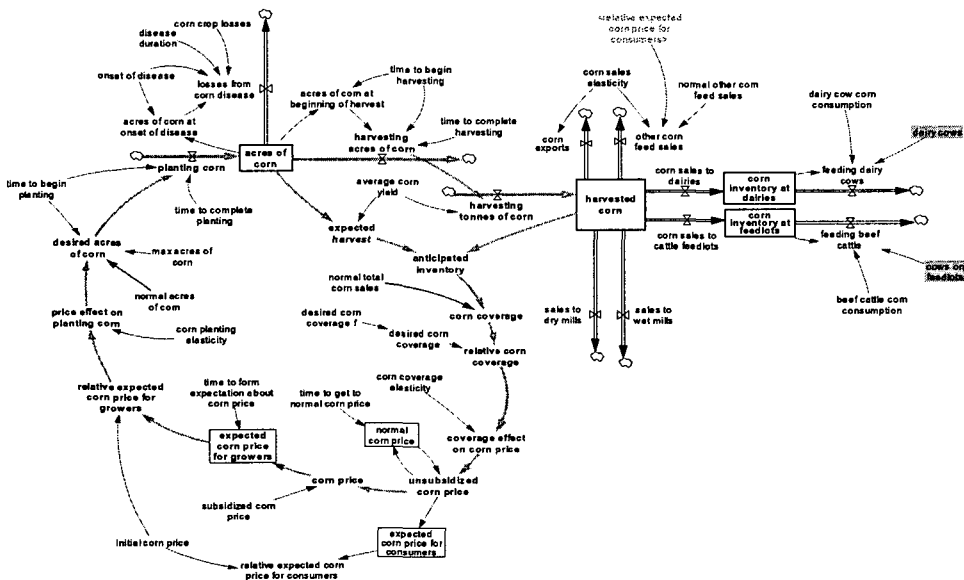 corn crop losses
disease
duration
onset of disease
losses from
corn disease
acres of corn at
onset of disease
acres of corn at
beginning of harvest
time to begin
harvesting
harvesting
acres of corn
time to complete
harvesting
acres of
corn
planting corn
time to begin
planting
time to complete
planting
average corn
yield
harvesting
tonnes of corn
expected
harvest
desired acres
of corn
max acres of
corn
normal acres
of corn
anticipated
inventory
normal total
corn sales
corn coverage
desired corn
coverage f
desired corn
coverage
relative corn
coverage
price effect on
planting corn
corn planting
elasticity
relative expected
corn price for
growers
time to form
expectation about
corn price
time to get to
normal corn price
corn coverage
elasticity
expected
corn price
for growers
normal
corn price
coverage effect
on corn price
corn price
unsubsidized
corn price
subsidized corn
price
expected
corn price for
consumers
initial corn price
relative expected corn
price for consumers
<relative expected
corn price for
consumers>
corn sales
elasticity
normal other corn
feed sales
corn
exports
other corn
feed sales
dairy cow corn
consumption
dairy cows
harvested
corn
corn sales to
dairies
corn
inventory at
dairies
feeding dairy
cows
corn sales to
cattle feedlots
corn
inventory at
feedlots
feeding beef
cattle
cows on
feedlots
beef cattle corn
consumption
sales to
dry mills
sales to
wet mills